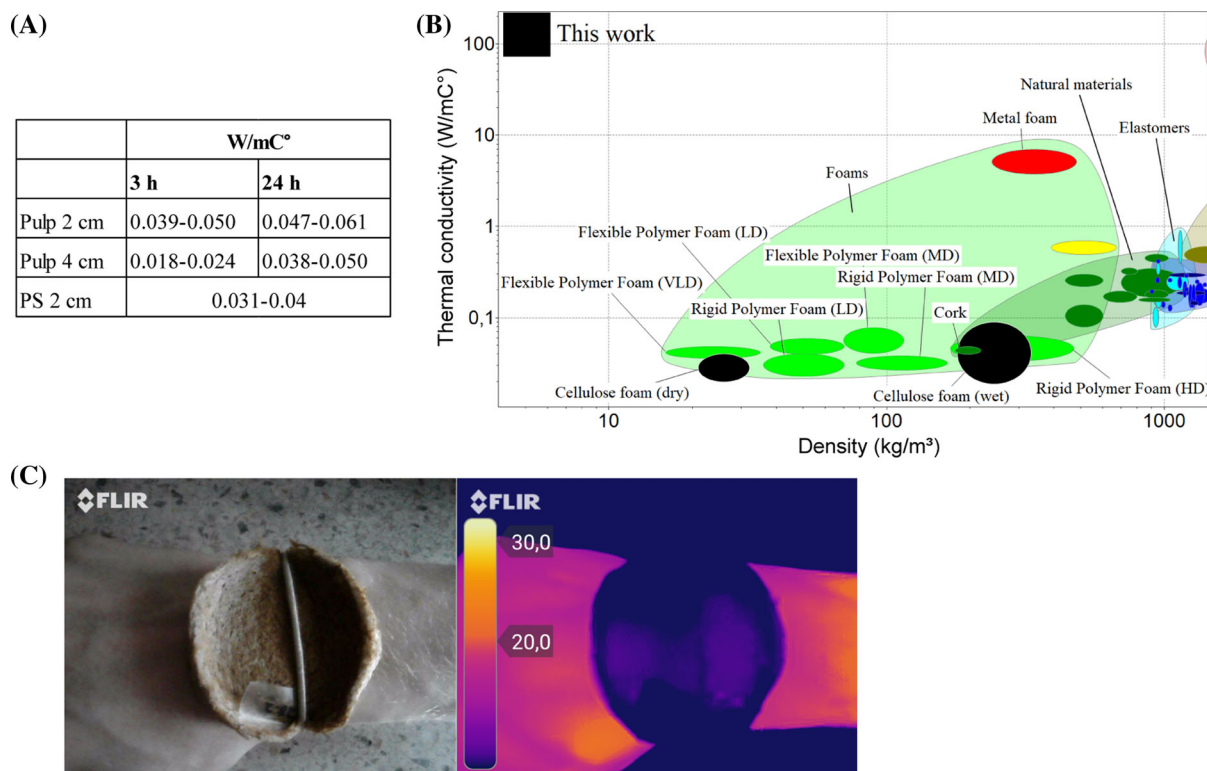 (A)
W/mC°
3 h 24 h
Pulp 2 cm 0.039-0.050 0.047-0.061
Pulp 4 cm 0.018-0.024 0.038-0.050
PS 2 cm 0.031-0.04
(B)
This work
Thermal conductivity (W/mC°)
100
10
1
0,1
Natural materials
Metal foam
Elastomers
Foams
Flexible Polymer Foam (LD)
Flexible Polymer Foam (MD)
Flexible Polymer Foam (VLD)
Rigid Polymer Foam (MD)
Rigid Polymer Foam (LD)
Cork
Cellulose foam (dry)
Cellulose foam (wet)
Rigid Polymer Foam (HD)
10
100
1000
Density (kg/m³)
(C)
FLIR
FLIR
30,0
20,0